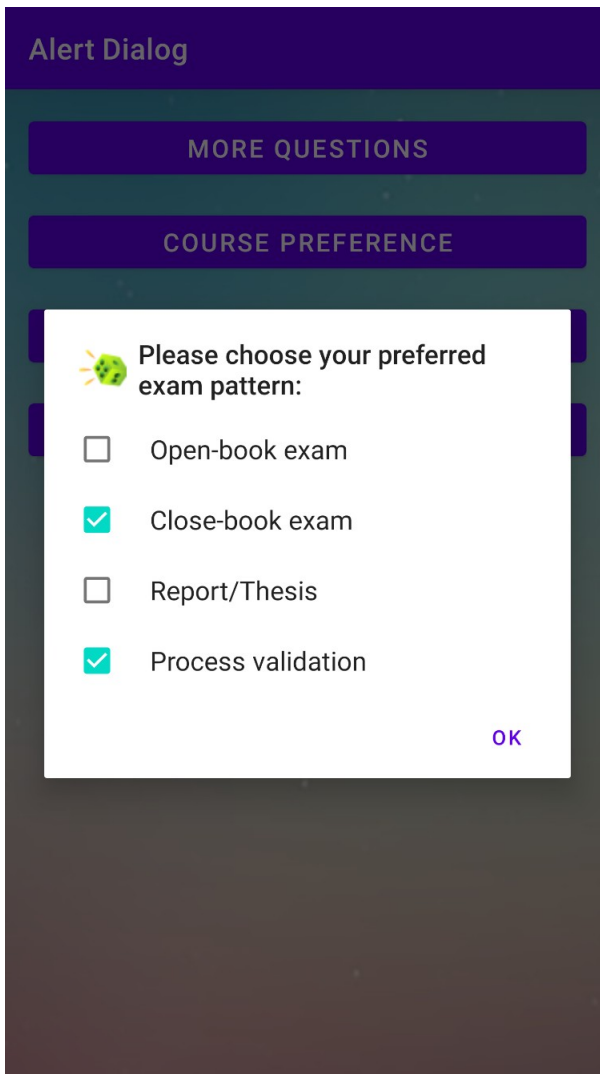 Alert Dialog
MORE QUESTIONS
COURSE PREFERENCE
Please choose your preferred
exam pattern:
Open-book exam
Close-book exam
Report/Thesis
Process validation
OK